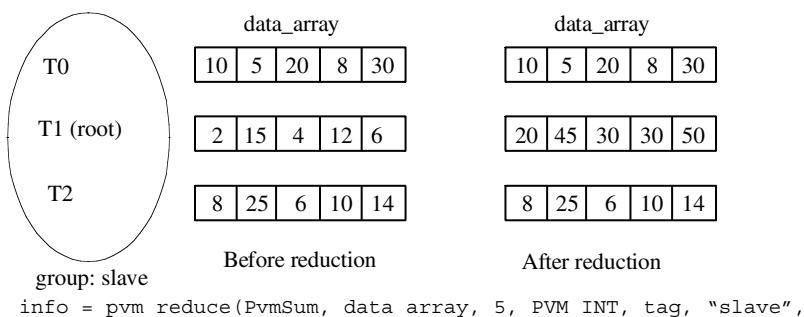 data_array data_array
T0 10 5 20 8 30 10 5 20 8 30
T1 (root) 2 15 4 12 6 20 45 30 30 50
T2 8 25 6 10 14 8 25 6 10 14
Before reduction After reduction
group: slave
info = pvm reduce(PvmSum, data array, 5, PVM INT, tag, “slave”,